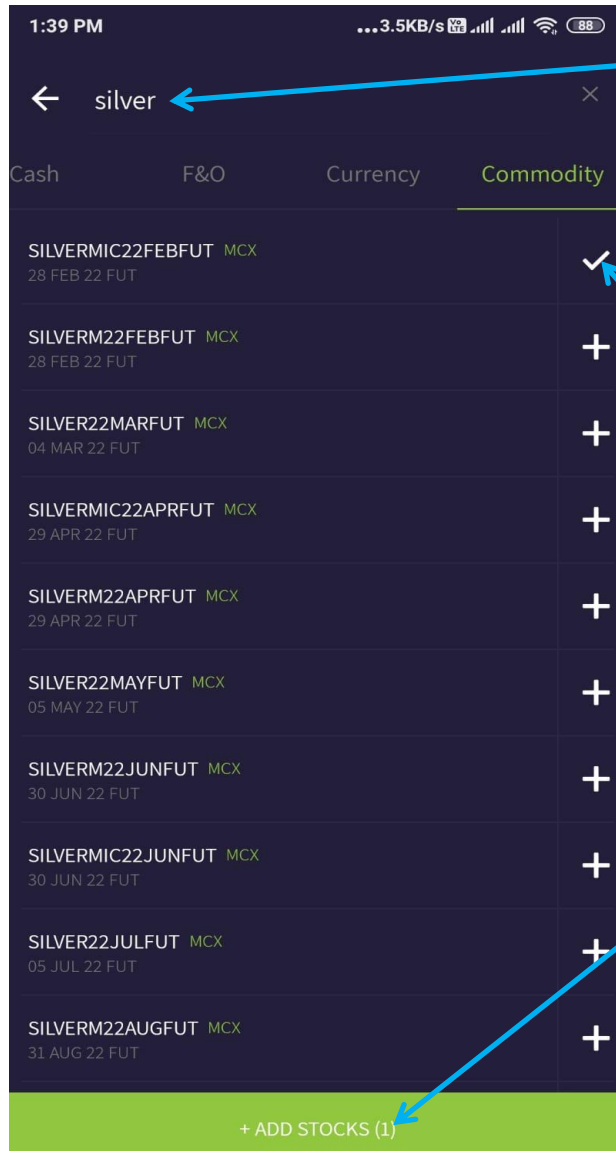 1:39 PM ...3.5KB/s Vo LTE 88
silver
Cash F&O Currency Commodity
SILVERMIC22FEBFUT MCX
28 FEB 22 FUT
SILVERM22FEBFUT MCX
28 FEB 22 FUT
SILVER22MARFUT MCX
04 MAR 22 FUT
SILVERMIC22APRFUT MCX
29 APR 22 FUT
SILVERM22APRFUT MCX
29 APR 22 FUT
SILVER22MAYFUT MCX
05 MAY 22 FUT
SILVERM22JUNFUT MCX
30 JUN 22 FUT
SILVERMIC22JUNFUT MCX
30 JUN 22 FUT
SILVER22JULFUT MCX
05 JUL 22 FUT
SILVERM22AUGFUT MCX
31 AUG 22 FUT
+ ADD STOCKS (1)